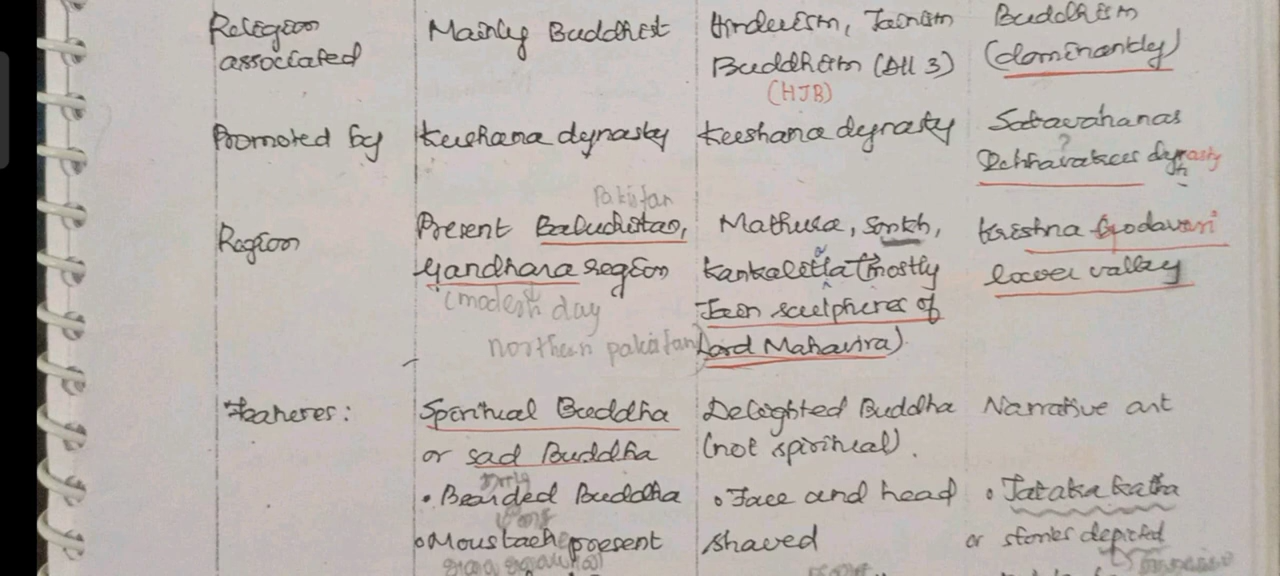 Religion Mainly Buddhist Hinduism, Jainism Buddhism
associated Buddhism (All 3) (dominantly)
(HJB)
Promoted by Kushana dynasty Kushana dynasty Satavahanas
? dynasty
Pakistan
Region Present Baluchistan, Mathura, Sonkh, Krishna Godavari
Gandhara region Kankalitila (mostly lower valley
(modern day Jain sculptures of
northern pakistan) Lord Mahavira).
Features: Spiritual Buddha Delighted Buddha Narrative art
or sad Buddha (not spiritual).
• Bearded Buddha • Face and head • Jataka katha
• Moustache present shaved or stories depicted